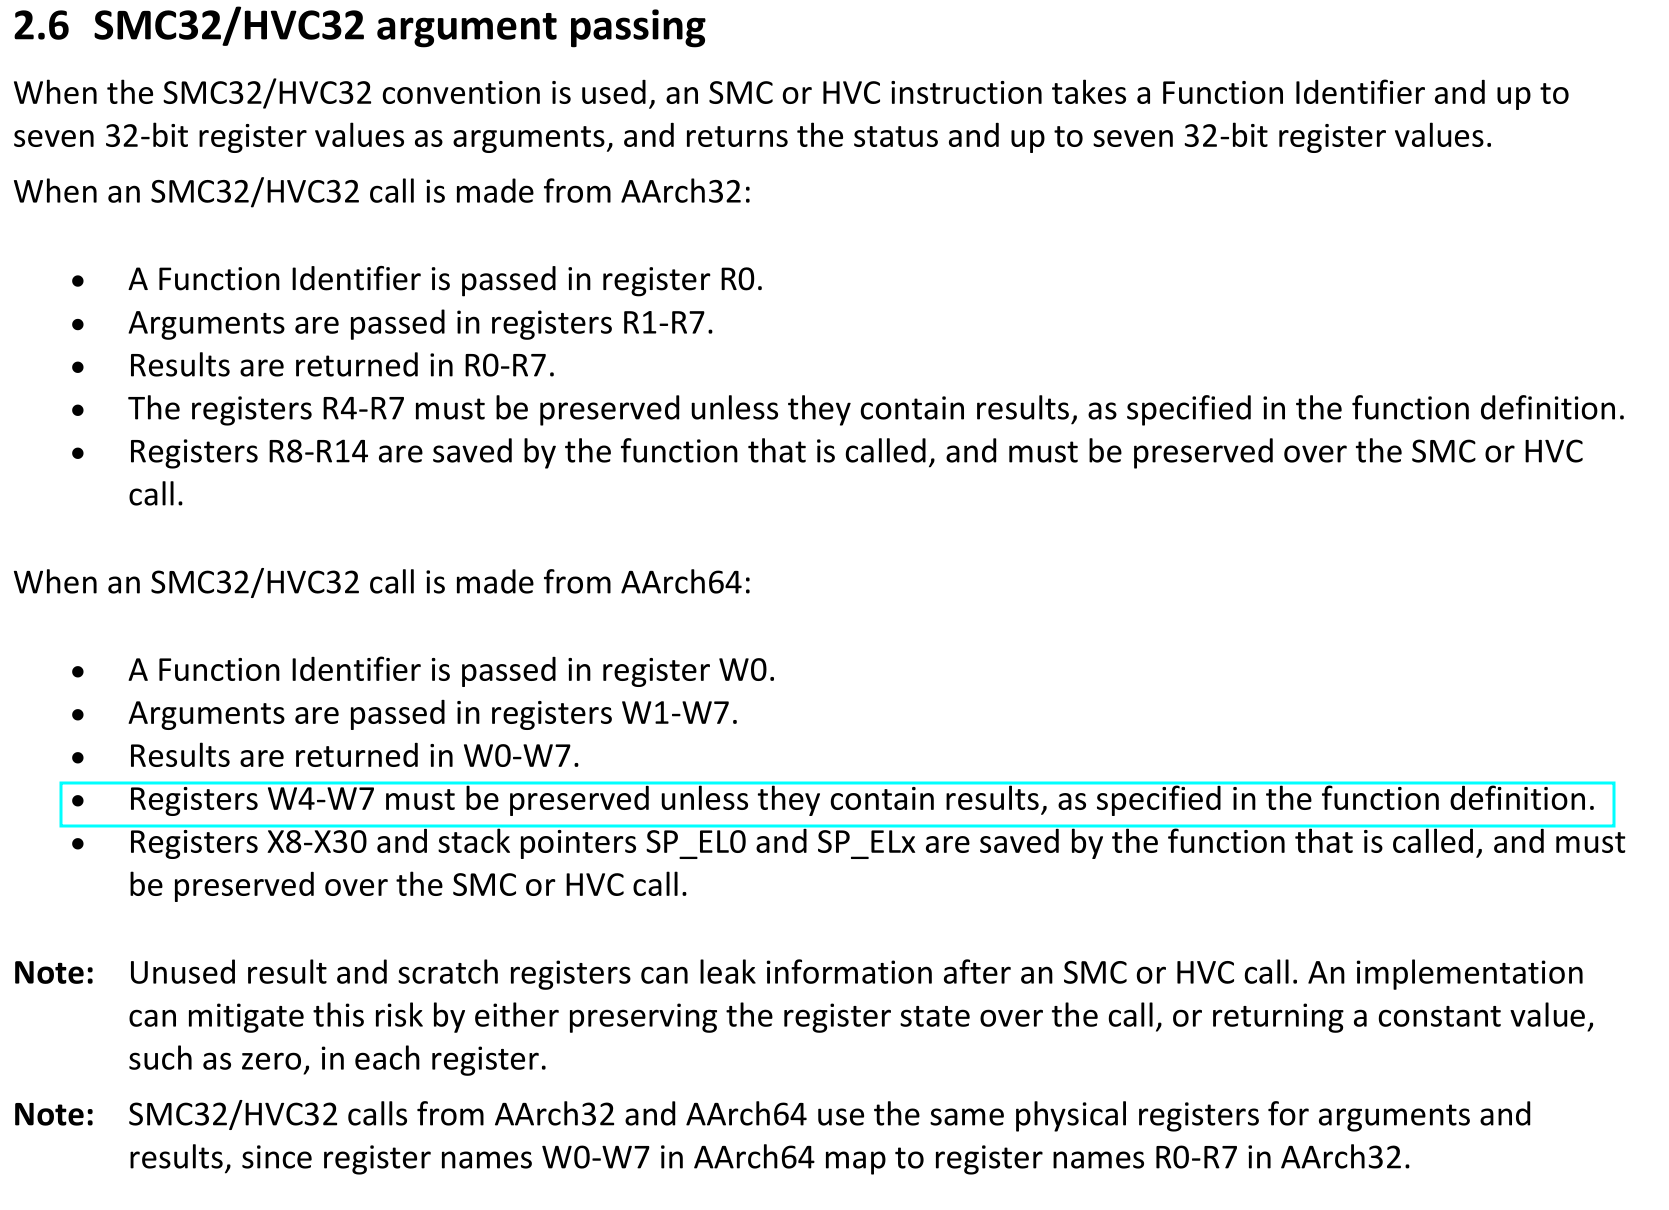 2.6 SMC32/HVC32 argument passing
When the SMC32/HVC32 convention is used, an SMC or HVC instruction takes a Function Identifier and up to
seven 32-bit register values as arguments, and returns the status and up to seven 32-bit register values.
When an SMC32/HVC32 call is made from AArch32:
• A Function Identifier is passed in register R0.
• Arguments are passed in registers R1-R7.
• Results are returned in R0-R7.
• The registers R4-R7 must be preserved unless they contain results, as specified in the function definition.
• Registers R8-R14 are saved by the function that is called, and must be preserved over the SMC or HVC
call.
When an SMC32/HVC32 call is made from AArch64:
• A Function Identifier is passed in register W0.
• Arguments are passed in registers W1-W7.
• Results are returned in W0-W7.
• Registers W4-W7 must be preserved unless they contain results, as specified in the function definition.
• Registers X8-X30 and stack pointers SP_EL0 and SP_ELx are saved by the function that is called, and must
be preserved over the SMC or HVC call.
Note: Unused result and scratch registers can leak information after an SMC or HVC call. An implementation
can mitigate this risk by either preserving the register state over the call, or returning a constant value,
such as zero, in each register.
Note: SMC32/HVC32 calls from AArch32 and AArch64 use the same physical registers for arguments and
results, since register names W0-W7 in AArch64 map to register names R0-R7 in AArch32.